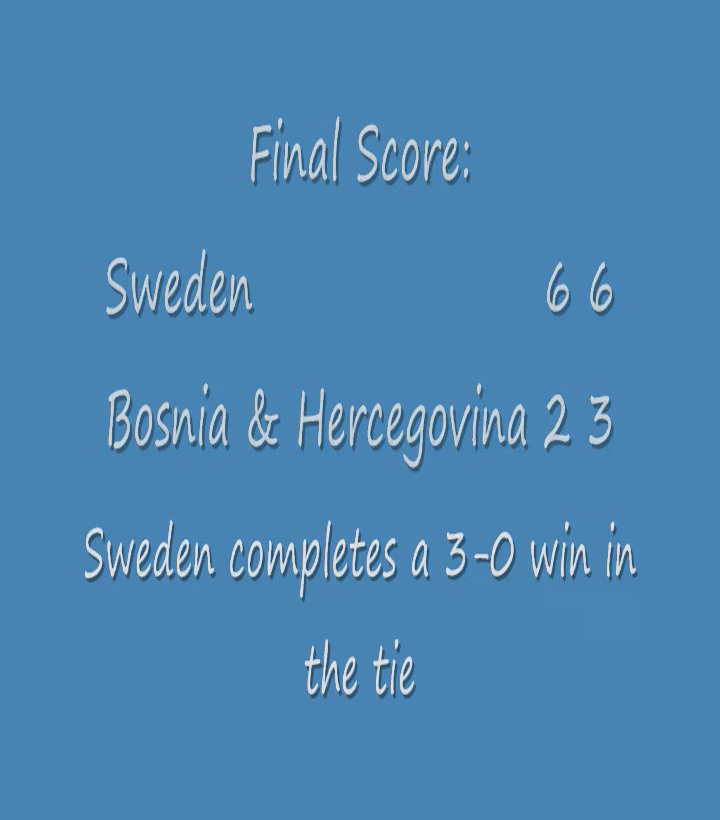 Final Score:
Sweden 6 6
Bosnia & Hercegovina 2 3
Sweden completes a 3-0 win in
the tie